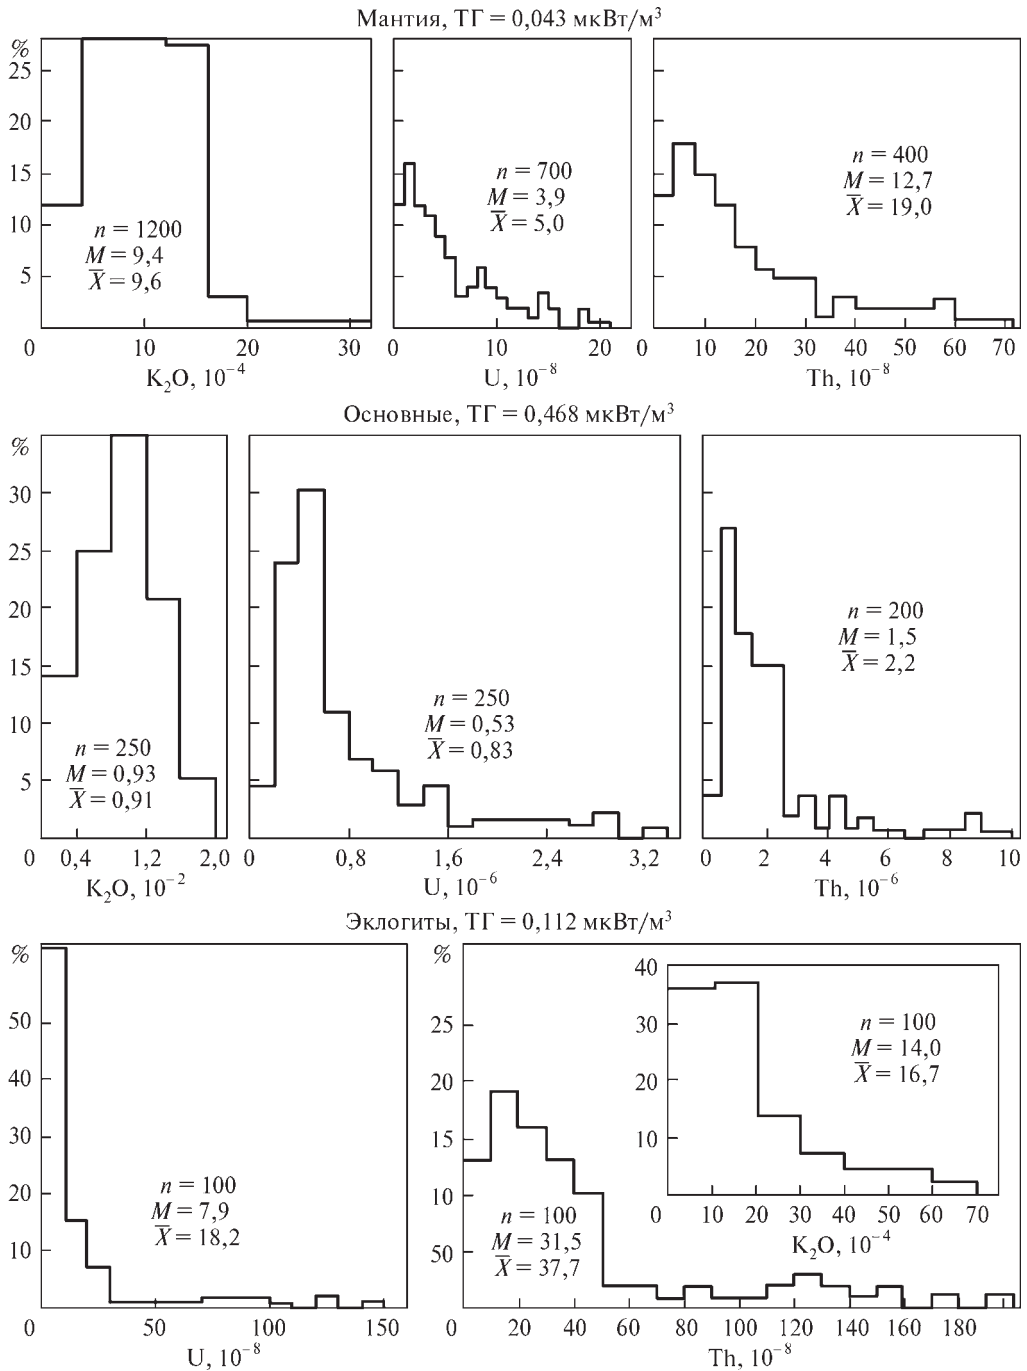 Мантия, ТГ = 0,043 мкВт/м³
%
25
20
15
10
5
n = 1200
M = 9,4
X̅ = 9,6
0 10 20 30
K₂O, 10⁻⁴
n = 700
M = 3,9
X̅ = 5,0
0 10 20
U, 10⁻⁸
n = 400
M = 12,7
X̅ = 19,0
10 20 30 40 50 60 70
Th, 10⁻⁸
Основные, ТГ = 0,468 мкВт/м³
%
30
25
20
15
10
5
n = 250
M = 0,93
X̅ = 0,91
0 0,4 1,2 2,0
K₂O, 10⁻²
n = 250
M = 0,53
X̅ = 0,83
0 0,8 1,6 2,4 3,2
U, 10⁻⁶
n = 200
M = 1,5
X̅ = 2,2
0 2 4 6 8 10
Th, 10⁻⁶
Эклогиты, ТГ = 0,112 мкВт/м³
%
50
40
30
20
10
n = 100
M = 7,9
X̅ = 18,2
0 50 100 150
U, 10⁻⁸
%
25
20
15
10
50
n = 100
M = 31,5
X̅ = 37,7
0 20 40 60 80 100 120 140 160 180
Th, 10⁻⁸
40
30
20
10
n = 100
M = 14,0
X̅ = 16,7
0 10 20 30 40 50 60 70
K₂O, 10⁻⁴